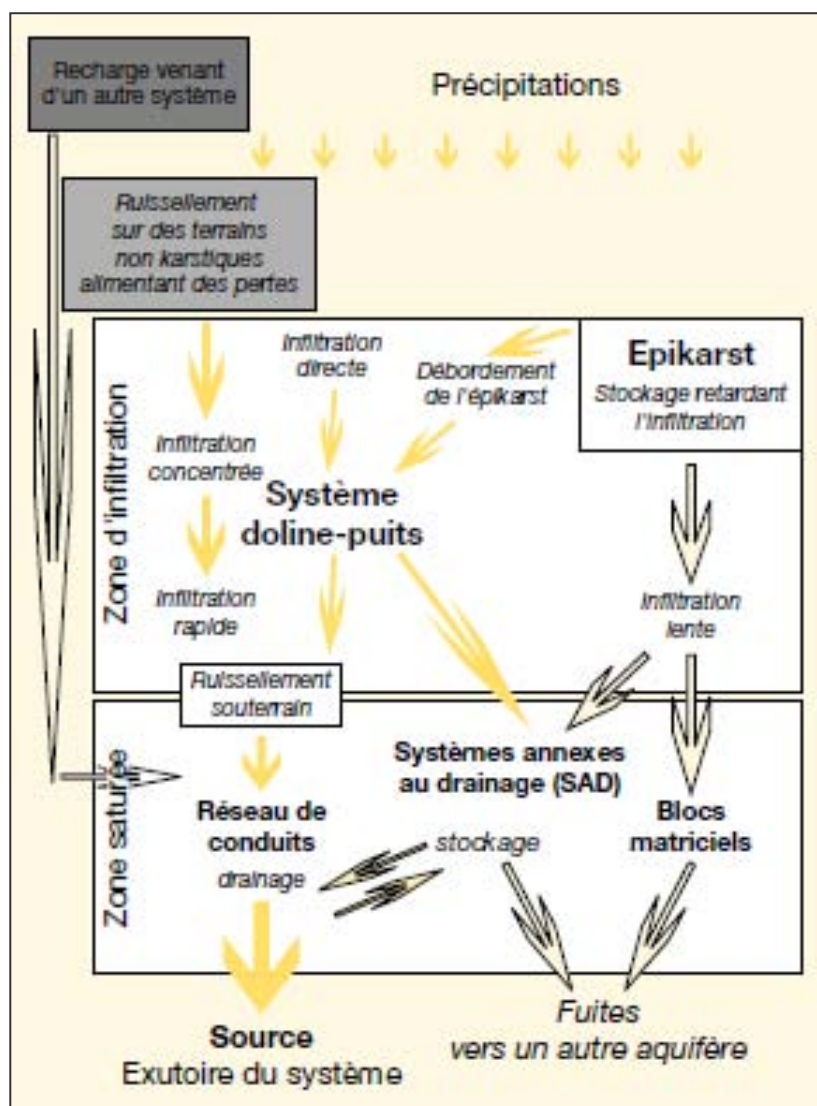 Recharge venant
d'un autre système
Précipitations
Ruissellement
sur des terrains
non karstiques
alimentant des pertes
Zone d'infiltration
Infiltration
directe
Débordement
de l'épikarst
Epikarst
Stockage retardant
l'infiltration
Infiltration
concentrée
Système
doline-puits
Infiltration
rapide
Infiltration
lente
Ruissellement
souterrain
Zone saturée
Systèmes annexes
au drainage (SAD)
Réseau de
conduits
drainage
stockage
Blocs
matriciels
Source
Exutoire du système
Fuites
vers un autre aquifère